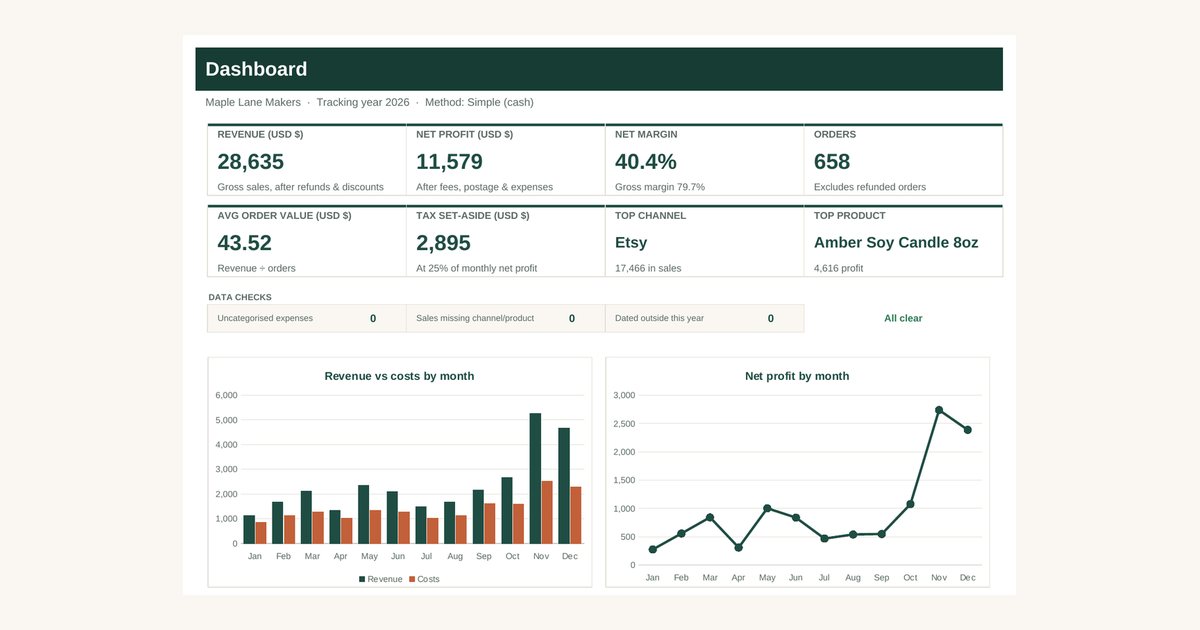 Dashboard
Maple Lane Makers · Tracking year 2026 · Method: Simple (cash)
REVENUE (USD $) NET PROFIT (USD $) NET MARGIN ORDERS
28,635 11,579 40.4% 658
Gross sales, after refunds & discounts After fees, postage & expenses Gross margin 79.7% Excludes refunded orders
AVG ORDER VALUE (USD $) TAX SET-ASIDE (USD $) TOP CHANNEL TOP PRODUCT
43.52 2,895 Etsy Amber Soy Candle 8oz
Revenue ÷ orders At 25% of monthly net profit 17,466 in sales 4,616 profit
DATA CHECKS
Uncategorised expenses 0 Sales missing channel/product 0 Dated outside this year 0 All clear
Revenue vs costs by month
6,000
5,000
4,000
3,000
2,000
1,000
0
Jan Feb Mar Apr May Jun Jul Aug Sep Oct Nov Dec
Revenue Costs
Net profit by month
3,000
2,500
2,000
1,500
1,000
500
0
Jan Feb Mar Apr May Jun Jul Aug Sep Oct Nov Dec